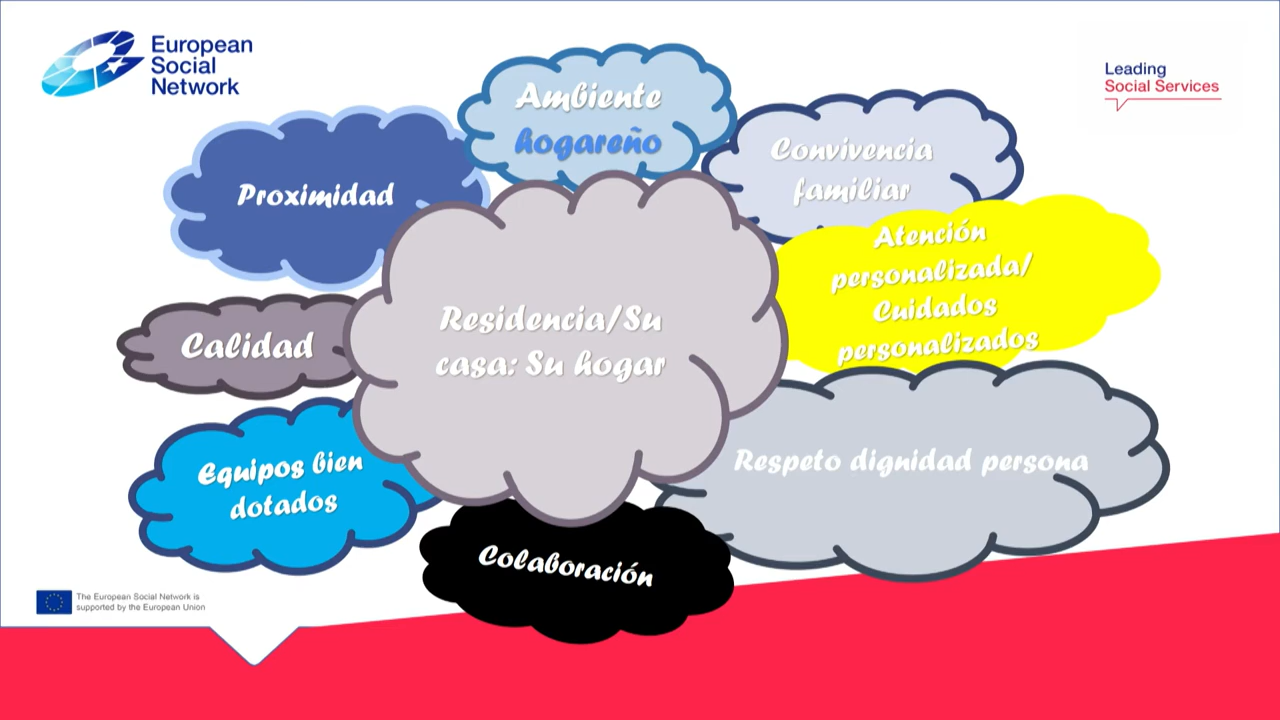 European
Social
Network
Leading
Social Services
Ambiente
hogareño
Convivencia
familiar
Proximidad
Atención
personalizada/
Cuidados
personalizados
Residencia/Su
casa: Su hogar
Calidad
Equipos bien
dotados
Respeto dignidad persona
Colaboración
The European Social Network is
supported by the European Union